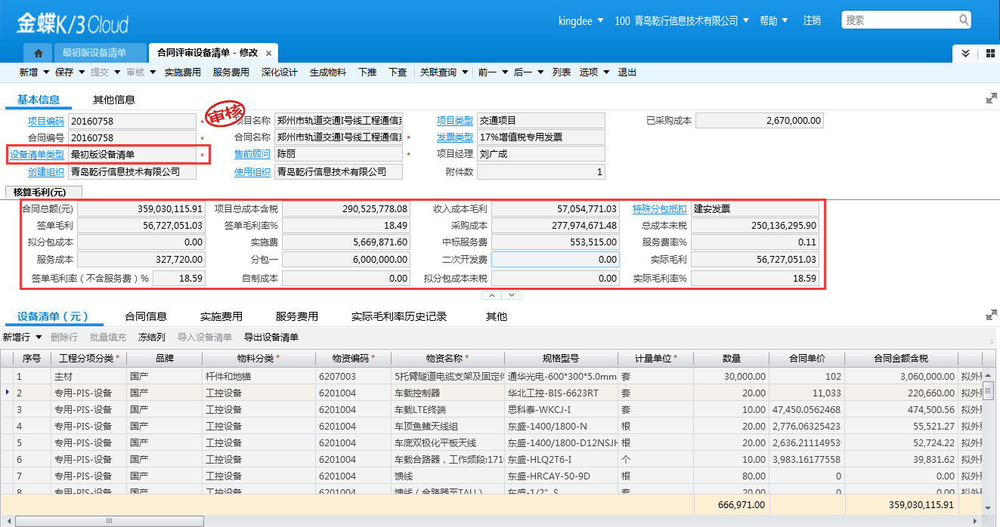 金蝶K/3 Cloud
kingdee 100 青岛乾行信息技术有限公司 帮助 注销 搜索
最初版设备清单 合同评审设备清单 - 修改 ×
新增 保存 提交 审核 实施费用 服务费用 深化设计 生成物料 下推 下查 关联查询 前一 后一 列表 选项 退出
基本信息 其他信息
审核
项目编码 20160758 * 项目名称 郑州市轨道交通1号线工程通信系 项目类型 交通项目 已采购成本 2,670,000.00
合同编号 20160758 * 合同名称 郑州市轨道交通1号线工程通信系 * 发票类型 17%增值税专用发票
设备清单类型 最初版设备清单 * 售前顾问 陈丽 * 项目经理 刘广成
创建组织 青岛乾行信息技术有限公司 使用组织 青岛乾行信息技术有限公司 附件数 1
核算毛利(元)
合同总额(元) 359,030,115.91 项目总成本含税 290,525,778.08 收入成本毛利 57,054,771.03 特殊分包抵扣 建安发票
签单毛利 56,727,051.03 签单毛利率% 18.49 采购成本 277,974,671.48 总成本未税 250,136,295.90
拟分包成本 0.00 实施费 5,669,871.60 中标服务费 553,515.00 服务费率% 0.11
服务成本 327,720.00 分包一 6,000,000.00 二次开发费 0.00 实际毛利 56,727,051.03
签单毛利率（不含服务费）% 18.59 自制成本 0.00 拟分包成本未税 0.00 实际毛利率% 18.59
设备清单（元） 合同信息 实施费用 服务费用 实际毛利率历史记录 其他
新增行 删除行 批量填充 冻结列 导入设备清单 导出设备清单
序号 工程分项分类* 品牌 物料分类* 物资编码* 物资名称* 规格型号 计量单位* 数量 合同单价 合同金额含税
1 主材 国产 杆件和地锚 6207003 5托臂隧道电缆支架及固定件 通华光电-600*300*5.0mm 套 30,000.00 102 3,060,000.00 拟外购
2 专用-PIS-设备 国产 工控设备 6201004 车载控制器 华北工控-BIS-6623RT 套 20.00 11,033 220,660.00 拟外购
3 专用-PIS-设备 国产 工控设备 6201004 车载LTE终端 思科泰-WKCJ-I 套 10.00 47,450.0562468 474,500.56 拟外购
4 专用-PIS-设备 国产 工控设备 6201004 车顶鱼鳍天线组 东盛-1400/1800-N 根 20.00 2,776.06325423 55,521.27 拟外购
5 专用-PIS-设备 国产 工控设备 6201004 车底双极化平板天线 东盛-1400/1800-D12NSJH 根 20.00 2,636.21114953 52,724.22 拟外购
6 专用-PIS-设备 国产 工控设备 6201004 车载合路器，工作频段:1710 东盛-HLQ2T6-I 个 10.00 3,983.16177558 39,831.62 拟外购
7 专用-PIS-设备 国产 工控设备 6201004 馈线 东盛-HRCAY-50-9D 根 80.00 0 0.00 拟外购
8 专用-PIS-设备 国产 工控设备 6201004 馈线（合路器至TAU） 东盛-1/2"-S 套 20.00 0 0.00 拟外购
666,971.00 359,030,115.91